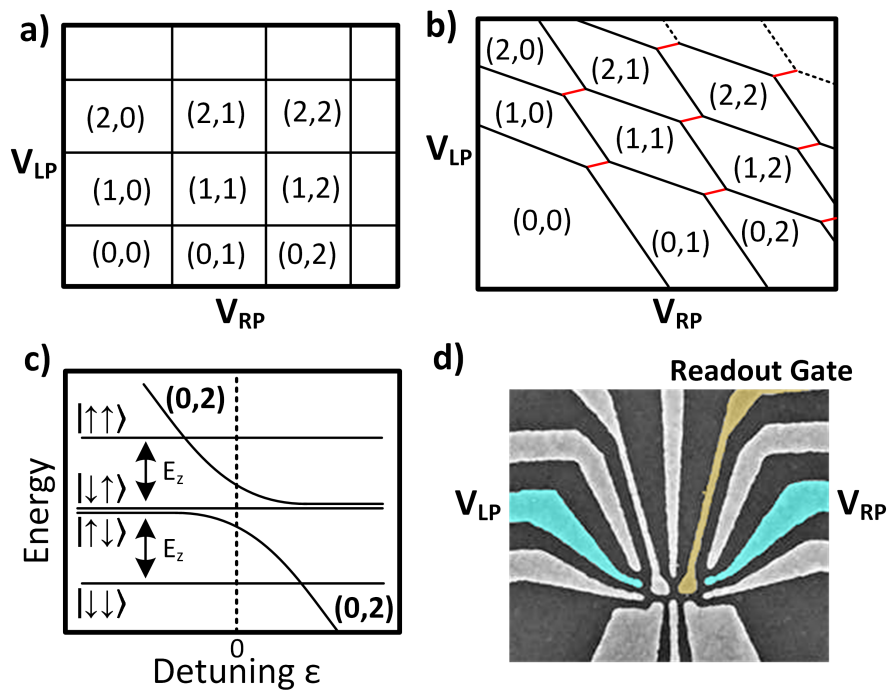 a)
(2,0) (2,1) (2,2)
(1,0) (1,1) (1,2)
(0,0) (0,1) (0,2)
V_LP
V_RP
b)
(2,0) (2,1) (2,2)
(1,0) (1,1) (1,2)
(0,0) (0,1) (0,2)
V_LP
V_RP
c)
(0,2)
|↑↑⟩
E_z
|↓↑⟩
|↑↓⟩
E_z
|↓↓⟩
(0,2)
Energy
0
Detuning ε
d)
Readout Gate
V_LP
V_RP